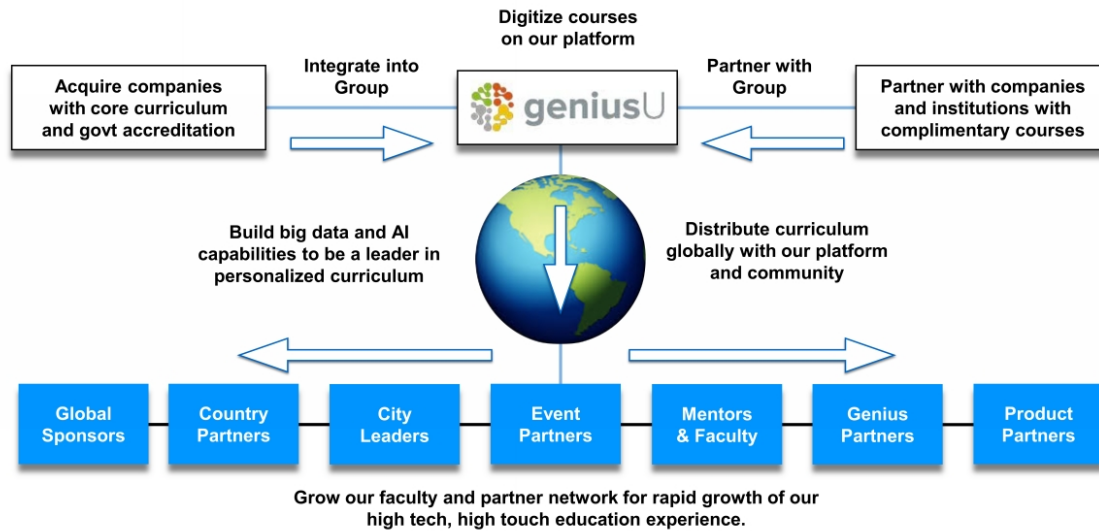 Digitize courses
on our platform
Acquire companies
with core curriculum
and govt accreditation
Integrate into
Group
geniusU
Partner with
Group
Partner with companies
and institutions with
complimentary courses
Build big data and AI
capabilities to be a leader in
personalized curriculum
Distribute curriculum
globally with our platform
and community
Global
Sponsors
Country
Partners
City
Leaders
Event
Partners
Mentors
& Faculty
Genius
Partners
Product
Partners
Grow our faculty and partner network for rapid growth of our
high tech, high touch education experience.